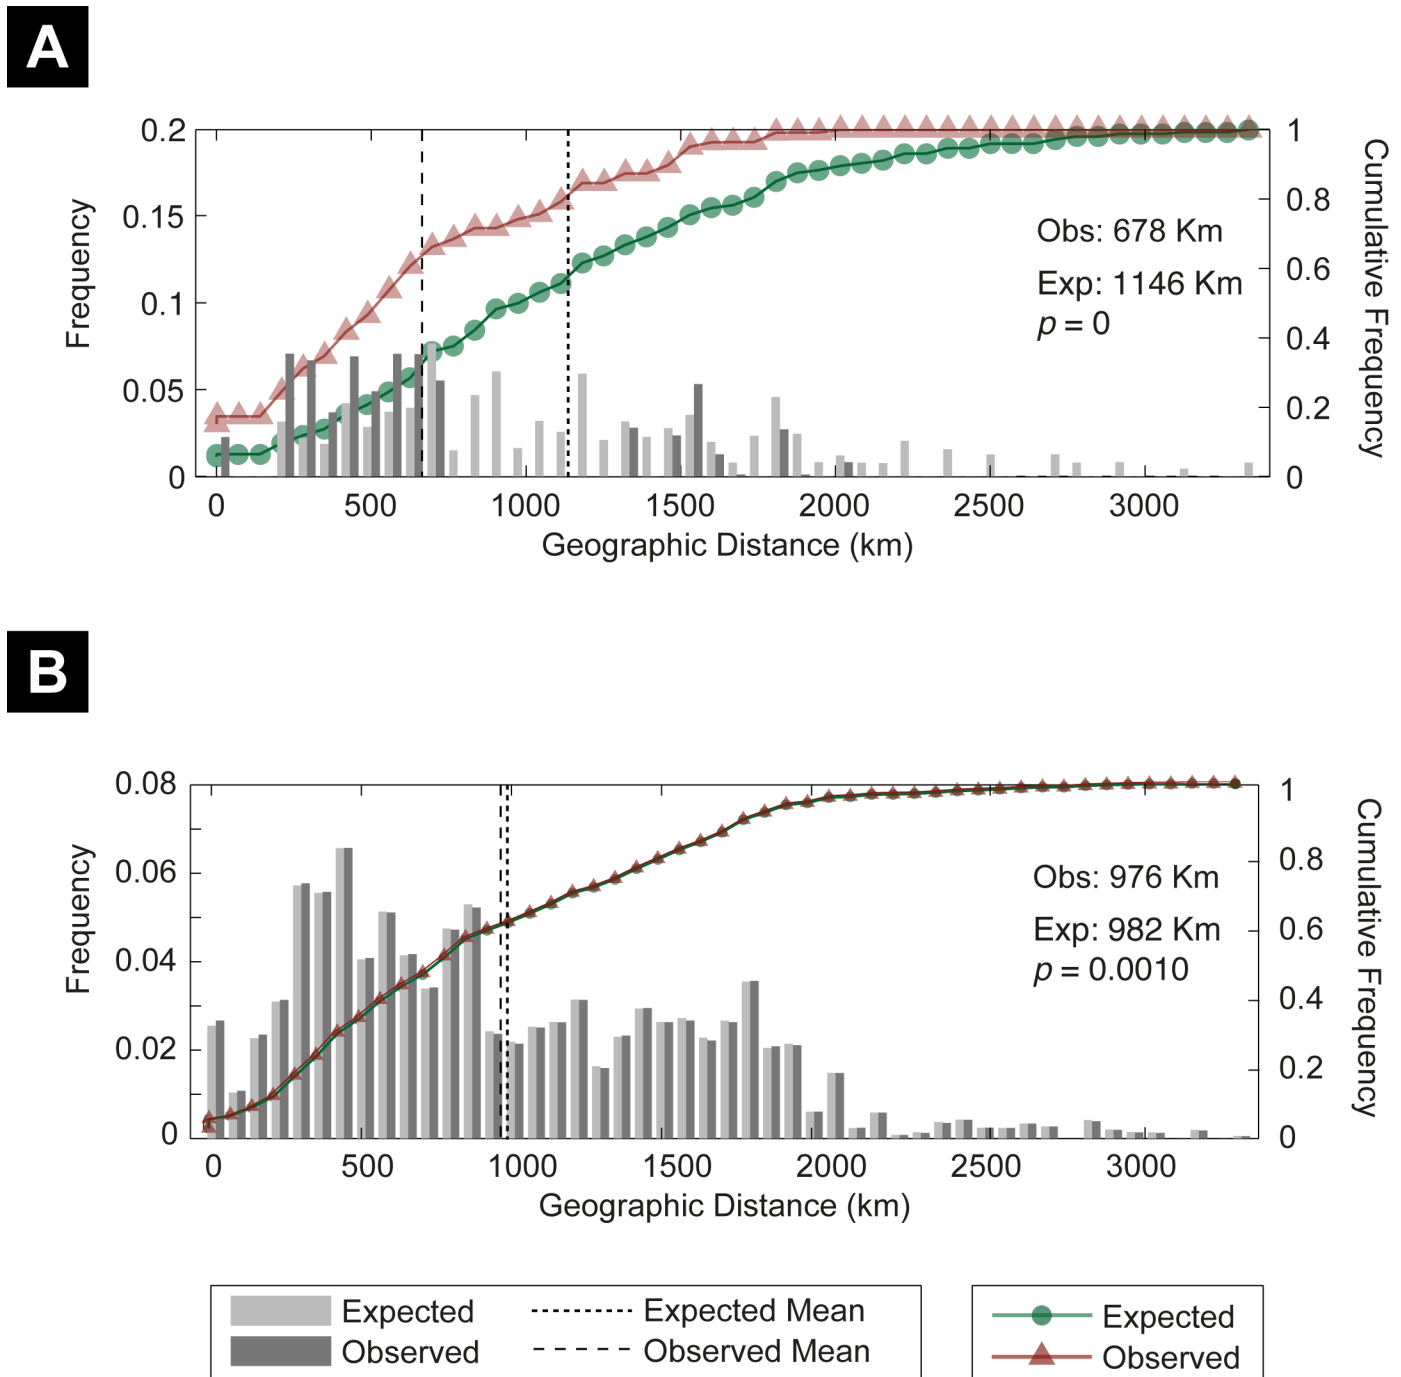 A
0.2
0.15
0.1
0.05
0
Frequency
1
0.8
0.6
0.4
0.2
0
Cumulative Frequency
Obs: 678 Km
Exp: 1146 Km
p = 0
0 500 1000 1500 2000 2500 3000
Geographic Distance (km)
B
0.08
0.06
0.04
0.02
0
Frequency
1
0.8
0.6
0.4
0.2
0
Cumulative Frequency
Obs: 976 Km
Exp: 982 Km
p = 0.0010
0 500 1000 1500 2000 2500 3000
Geographic Distance (km)
Expected
Observed
Expected Mean
Observed Mean
Expected
Observed